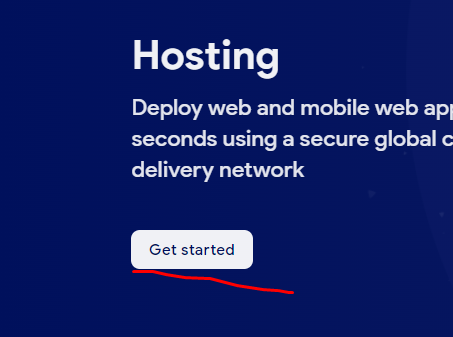 Hosting
Deploy web and mobile web app
seconds using a secure global c
delivery network
Get started